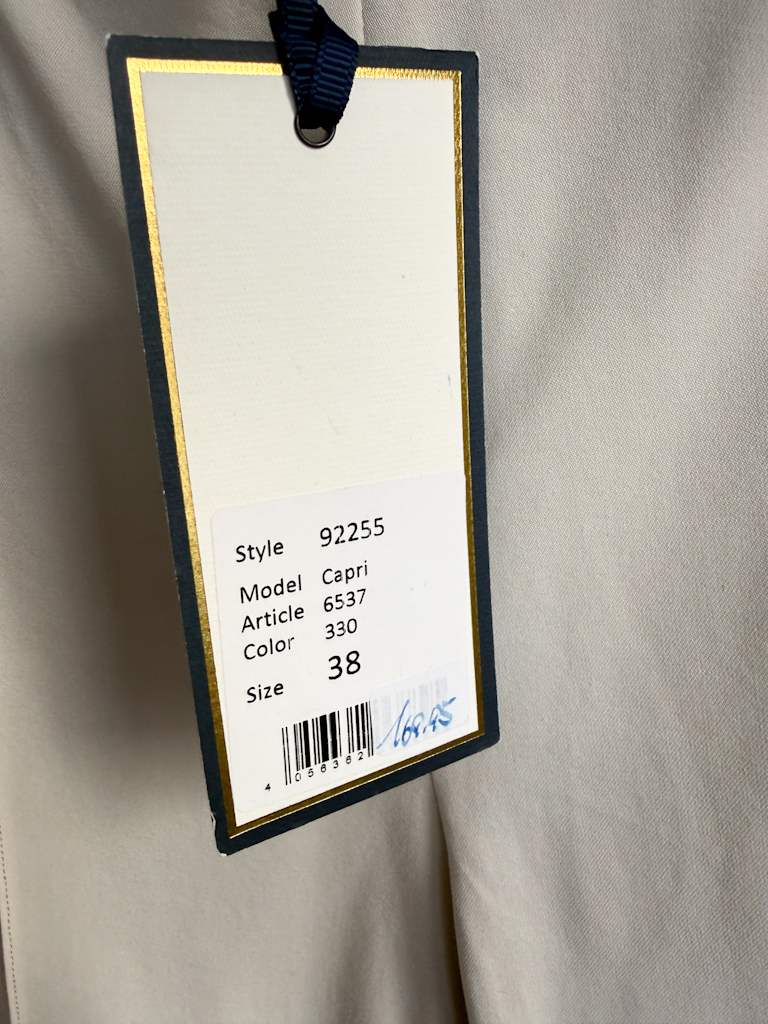 Style 92255
Model Capri
Article 6537
Color 330
Size 38
169.95
4 056362